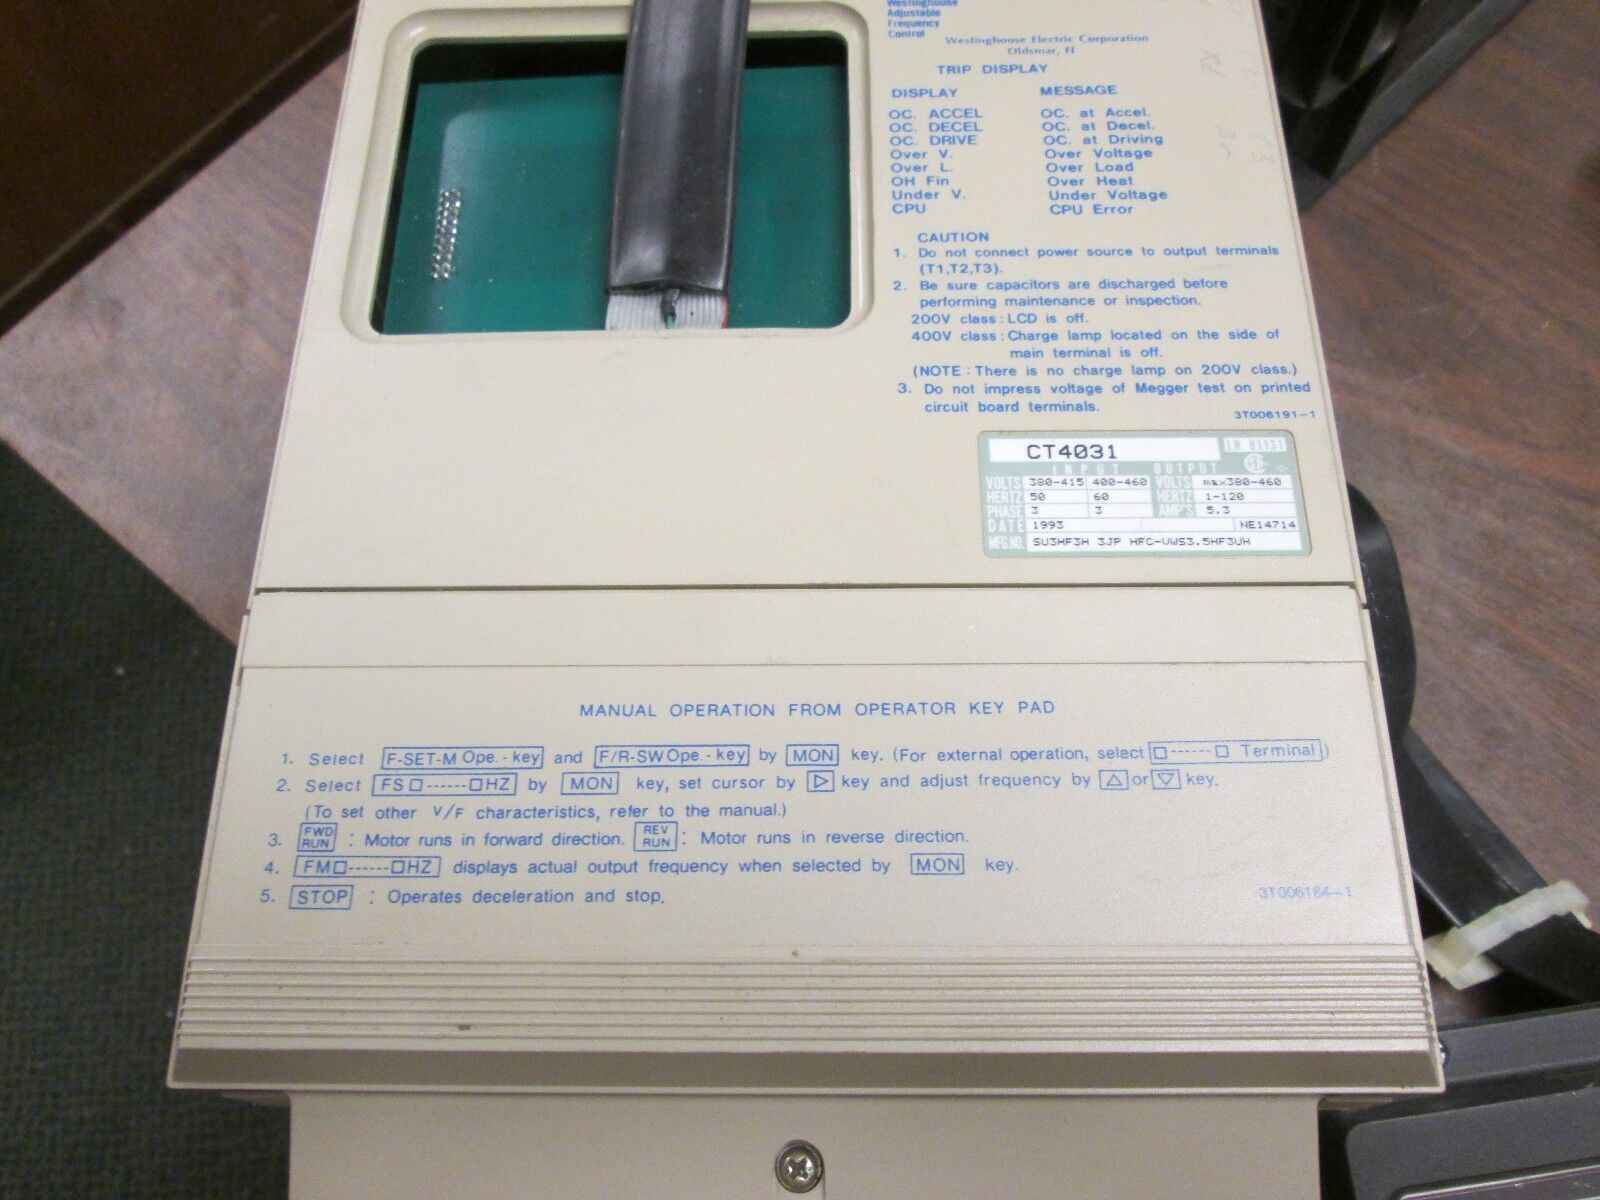 Westinghouse
Adjustable
Frequency
Control
Westinghouse Electric Corporation
Oldsmar, Fl
TRIP DISPLAY
DISPLAY MESSAGE
OC. ACCEL OC. at Accel.
OC. DECEL OC. at Decel.
OC. DRIVE OC. at Driving
Over V. Over Voltage
Over L. Over Load
OH Fin Over Heat
Under V. Under Voltage
CPU CPU Error
CAUTION
1. Do not connect power source to output terminals
(T1,T2,T3).
2. Be sure capacitors are discharged before
performing maintenance or inspection.
200V class : LCD is off.
400V class : Charge lamp located on the side of
main terminal is off.
(NOTE : There is no charge lamp on 200V class.)
3. Do not impress voltage of Megger test on printed
circuit board terminals.
3T006191-1
CT4031 LR 91131
INPUT OUTPUT
VOLTS 380-415 400-460 VOLTS max380-460
HERTZ 50 60 HERTZ 1-120
PHASE 3 3 AMP'S 5.3
DATE 1993 NE14714
MFG.NO. SU3HF3H 3JP HFC-VWS3.5HF3UH
MANUAL OPERATION FROM OPERATOR KEY PAD
1. Select F-SET-M Ope.-key and F/R-SW Ope.-key by MON key. (For external operation, select □------□ Terminal)
2. Select FS □------□HZ by MON key, set cursor by ▷ key and adjust frequency by △ or ▽ key.
(To set other V/F characteristics, refer to the manual.)
3. FWD RUN : Motor runs in forward direction. REV RUN : Motor runs in reverse direction.
4. FM□------□HZ displays actual output frequency when selected by MON key.
5. STOP : Operates deceleration and stop.
3T006184-1